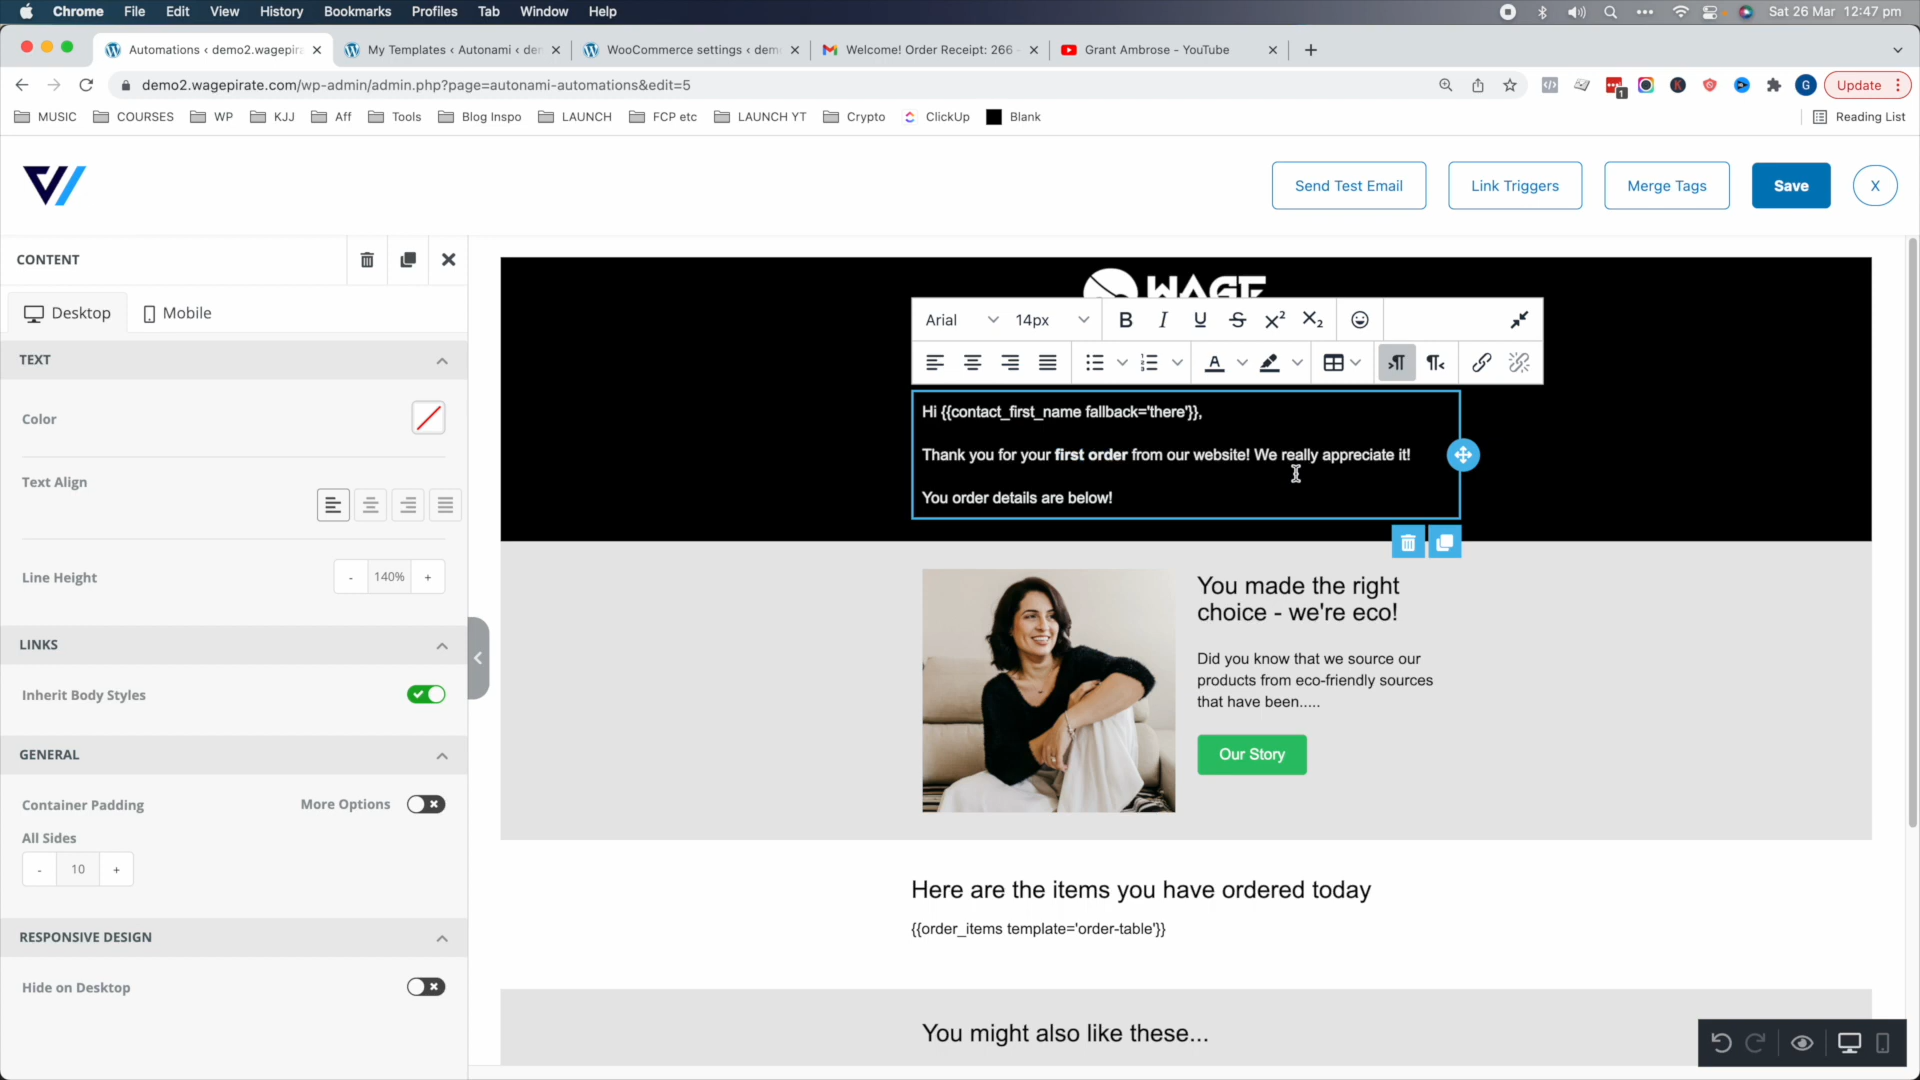 Chrome File Edit View History Bookmarks Profiles Tab Window Help Sat 26 Mar 12:47 pm
Automations ‹ demo2.wagepira My Templates ‹ Autonami ‹ de WooCommerce settings ‹ dem Welcome! Order Receipt: 266 Grant Ambrose - YouTube
demo2.wagepirate.com/wp-admin/admin.php?page=autonami-automations&edit=5 1 K G Update
MUSIC COURSES WP KJJ Aff Tools Blog Inspo LAUNCH FCP etc LAUNCH YT Crypto ClickUp Blank Reading List
Send Test Email Link Triggers Merge Tags Save X
CONTENT
Desktop Mobile
TEXT
Color
Text Align
Line Height - 140% +
LINKS
Inherit Body Styles
GENERAL
Container Padding More Options
All Sides
- 10 +
RESPONSIVE DESIGN
Hide on Desktop
WAGE
Arial 14px B I U S X² X₂
Hi {{contact_first_name fallback='there'}},
Thank you for your first order from our website! We really appreciate it!
You order details are below!
You made the right
choice - we're eco!
Did you know that we source our
products from eco-friendly sources
that have been.....
Our Story
Here are the items you have ordered today
{{order_items template='order-table'}}
You might also like these...